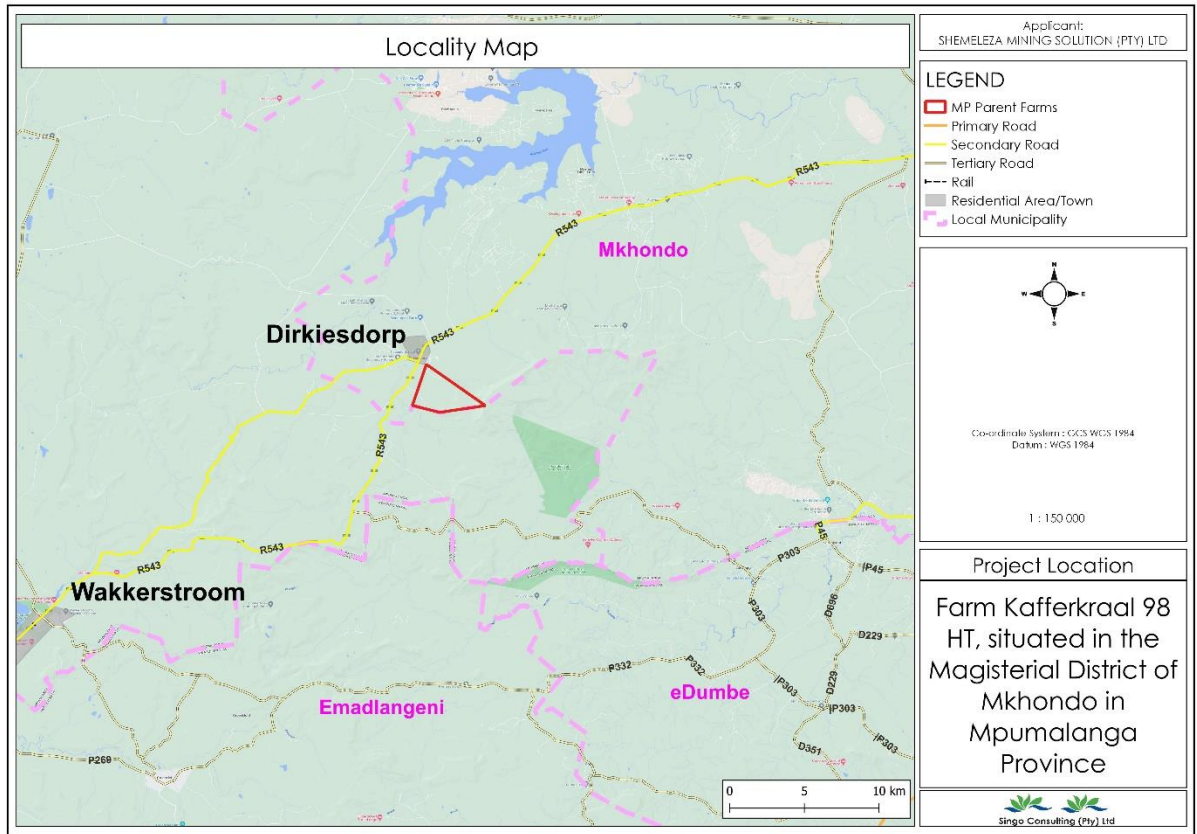 Locality Map
R543
R543
Mkhondo
Dirkiesdorp
R543
R543
R543
R543
Wakkerstroom
P45
P303
P45
P303
D696
D229
P332
P332
D229
P303
P303
P303
D351
Emadlangeni
eDumbe
P269
0 5 10 km
Applicant:
SHEMELEZA MINING SOLUTION (PTY) LTD
LEGEND
MP Parent Farms
Primary Road
Secondary Road
Tertiary Road
Rail
Residential Area/Town
Local Municipality
N
W E
S
Co-ordinate System : GCS WGS 1984
Datum : WGS 1984
1 : 150 000
Project Location
Farm Kafferkraal 98
HT, situated in the
Magisterial District of
Mkhondo in
Mpumalanga
Province
Singo Consulting (Pty) Ltd